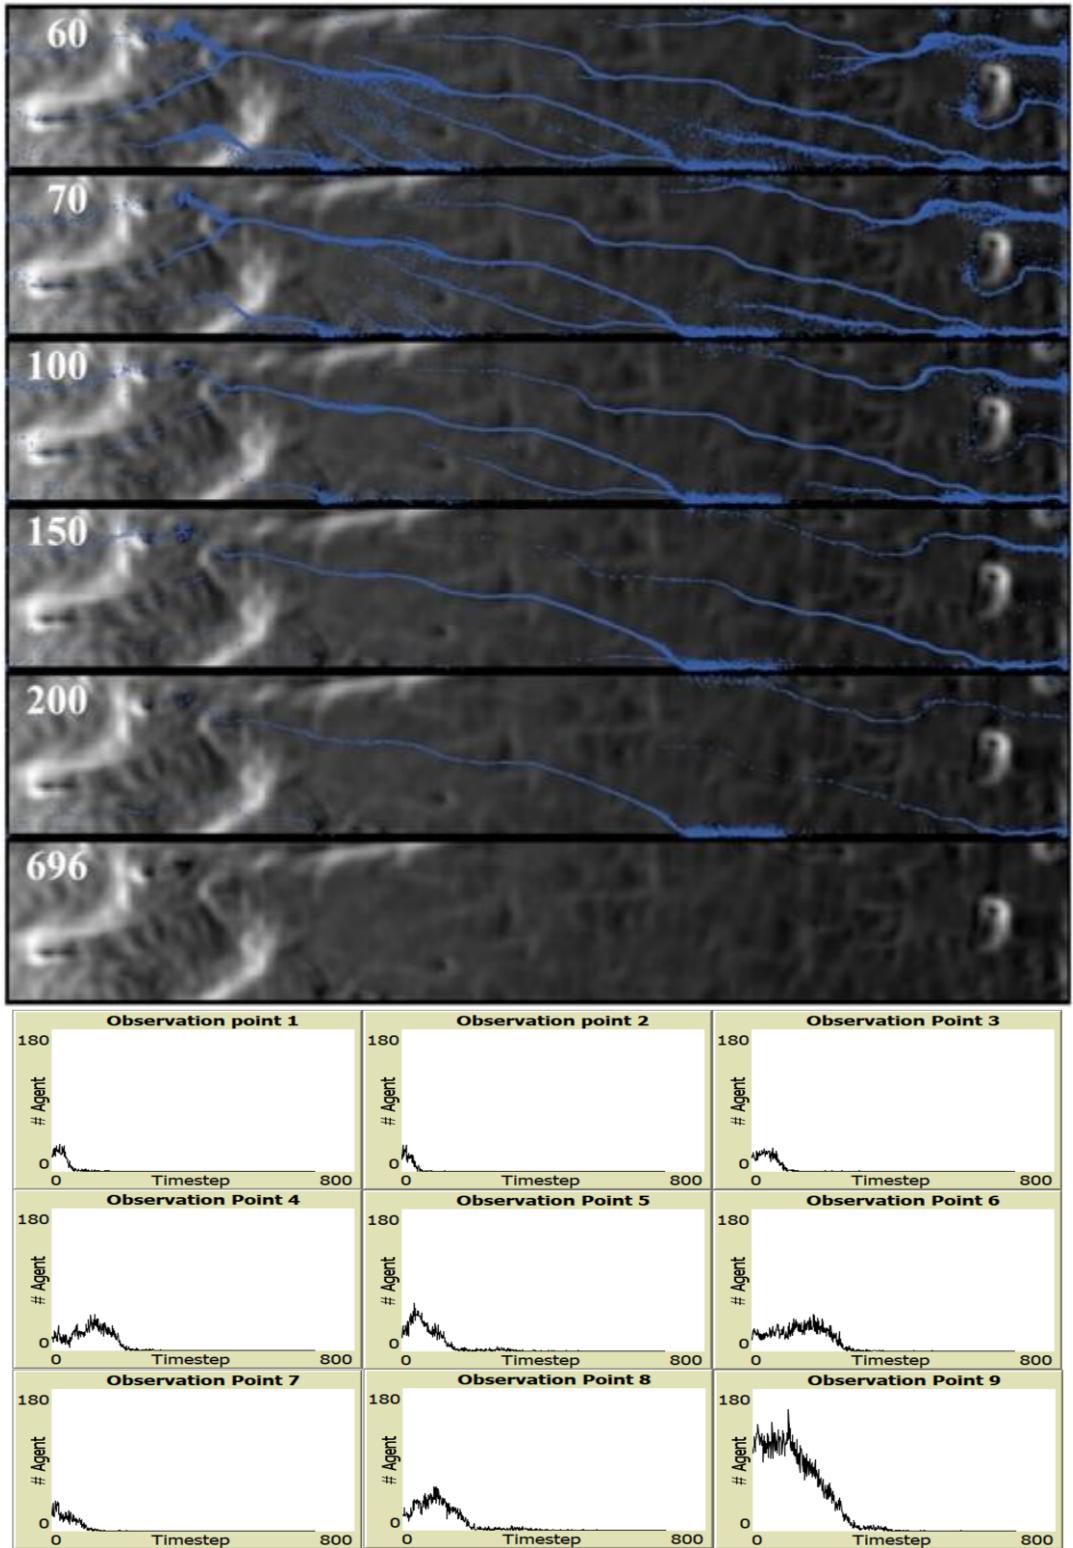 60
70
100
150
200
696
Observation point 1
180
# Agent
0
0 Timestep 800
Observation point 2
180
# Agent
0
0 Timestep 800
Observation Point 3
180
# Agent
0
0 Timestep 800
Observation Point 4
180
# Agent
0
0 Timestep 800
Observation Point 5
180
# Agent
0
0 Timestep 800
Observation Point 6
180
# Agent
0
0 Timestep 800
Observation Point 7
180
# Agent
0
0 Timestep 800
Observation Point 8
180
# Agent
0
0 Timestep 800
Observation Point 9
180
# Agent
0
0 Timestep 800